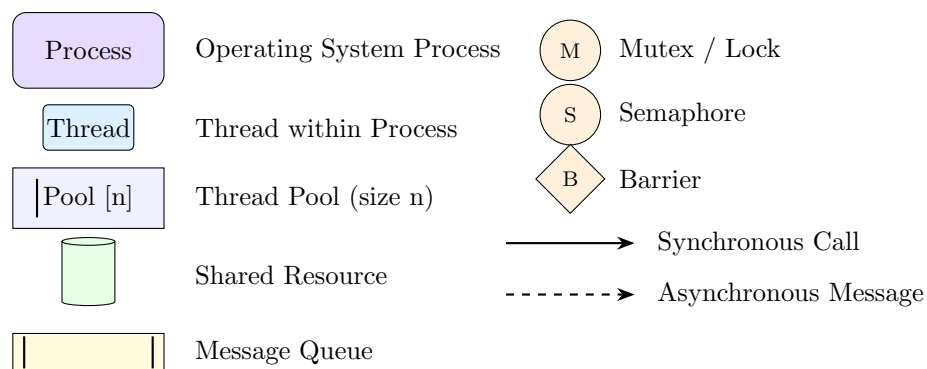 Process
Operating System Process
Thread
Thread within Process
Pool [n]
Thread Pool (size n)
Shared Resource
Message Queue
M
Mutex / Lock
S
Semaphore
B
Barrier
Synchronous Call
Asynchronous Message